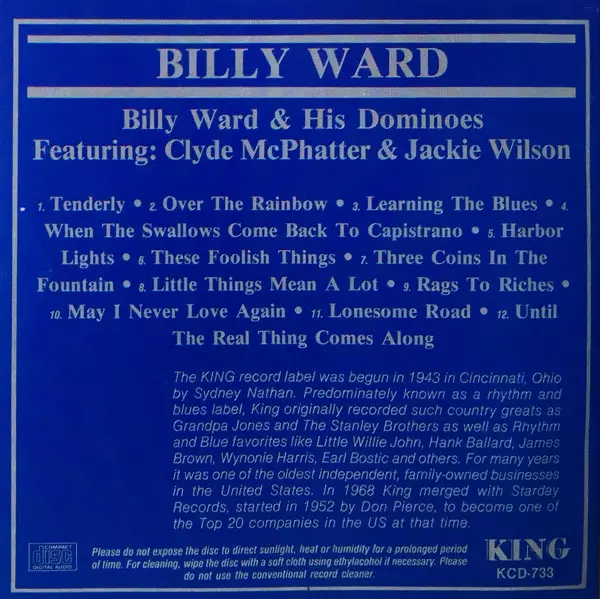 BILLY WARD
Billy Ward & His Dominoes
Featuring: Clyde McPhatter & Jackie Wilson
1. Tenderly • 2. Over The Rainbow • 3. Learning The Blues • 4.
When The Swallows Come Back To Capistrano • 5. Harbor
Lights • 6. These Foolish Things • 7. Three Coins In The
Fountain • 8. Little Things Mean A Lot • 9. Rags To Riches •
10. May I Never Love Again • 11. Lonesome Road • 12. Until
The Real Thing Comes Along
The KING record label was begun in 1943 in Cincinnati, Ohio
by Sydney Nathan. Predominately known as a rhythm and
blues label, King originally recorded such country greats as
Grandpa Jones and The Stanley Brothers as well as Rhythm
and Blue favorites like Little Willie John, Hank Ballard, James
Brown, Wynonie Harris, Earl Bostic and others. For many years
it was one of the oldest independent, family-owned businesses
in the United States. In 1968 King merged with Starday
Records, started in 1952 by Don Pierce, to become one of
the Top 20 companies in the US at that time.
COMPACT
disc
DIGITAL AUDIO
Please do not expose the disc to direct sunlight, heat or humidity for a prolonged period
of time. For cleaning, wipe the disc with a soft cloth using ethylacohol if necessary. Please
do not use the conventional record cleaner.
KING
KCD-733